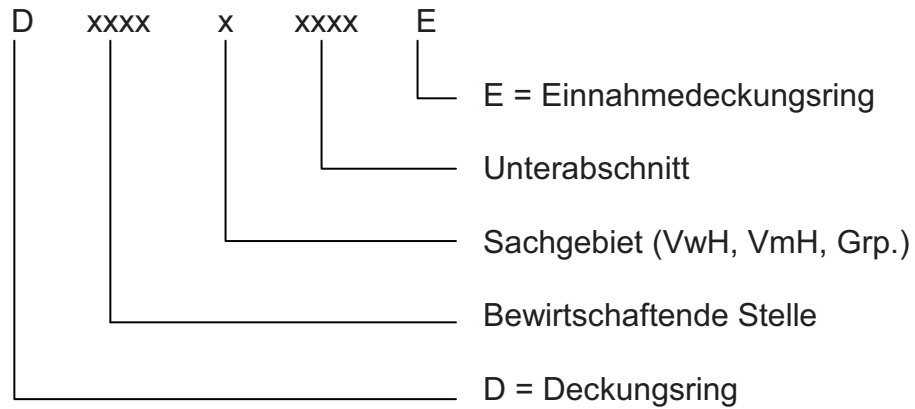 D xxxx x xxxx E
E = Einnahmedeckungsring
Unterabschnitt
Sachgebiet (VwH, VmH, Grp.)
Bewirtschaftende Stelle
D = Deckungsring